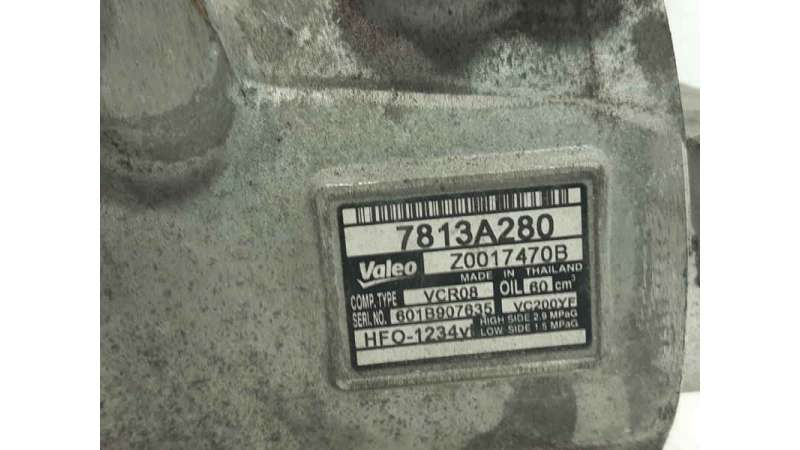 7813A280
Valeo Z0017470B
MADE IN THAILAND
COMP. TYPE VCR08 OIL 60 cm³
SERI. NO. 601B907635 VC200YF
HFO-1234yf HIGH SIDE 2.9 MPaG
LOW SIDE 1.5 MPaG